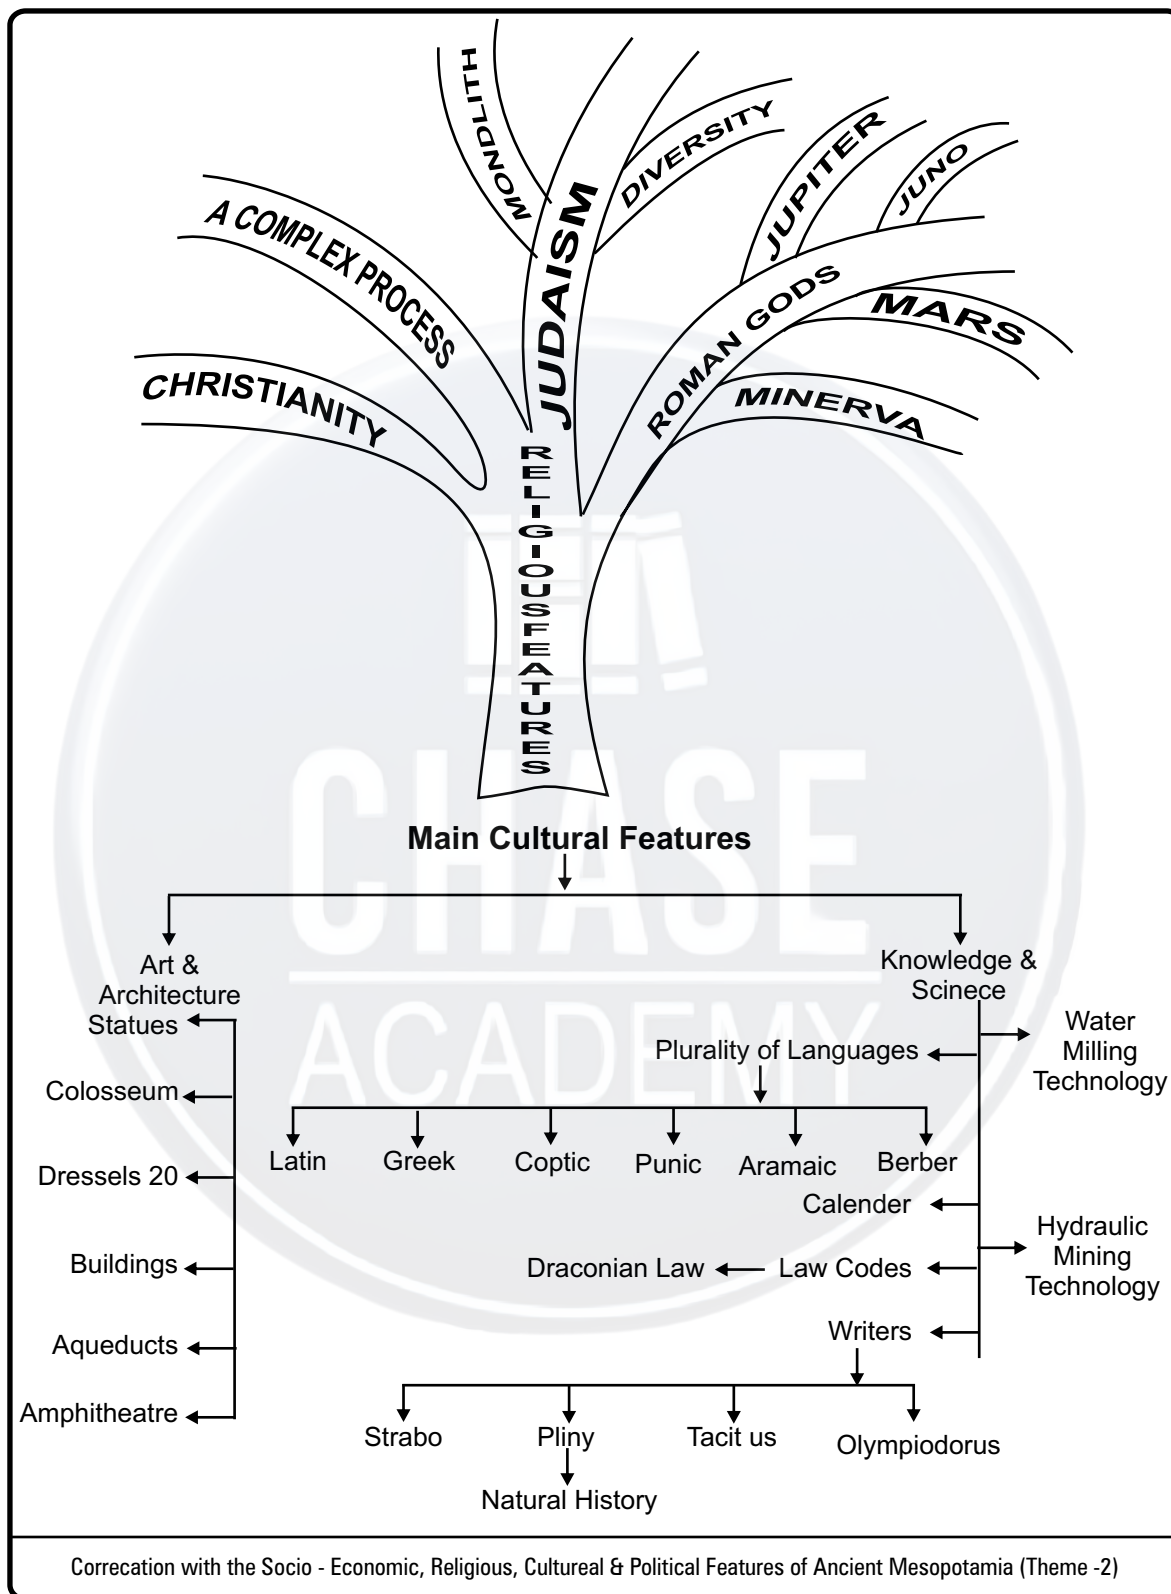 MONDLITH
JUDAISM
DIVERSITY
JUPITER
JUNO
A COMPLEX PROCESS
ROMAN GODS
MARS
CHRISTIANITY
MINERVA
RELIGIOUSFEATURES
CHASE
ACADEMY
Main Cultural Features
Art &
Architecture
Statues
Colosseum
Dressels 20
Buildings
Aqueducts
Amphitheatre
Knowledge &
Scinece
Water
Milling
Technology
Plurality of Languages
Latin
Greek
Coptic
Punic
Aramaic
Berber
Calender
Hydraulic
Mining
Technology
Draconian Law
Law Codes
Writers
Strabo
Pliny
Tacit us
Olympiodorus
Natural History
Correcation with the Socio - Economic, Religious, Cultureal & Political Features of Ancient Mesopotamia (Theme -2)